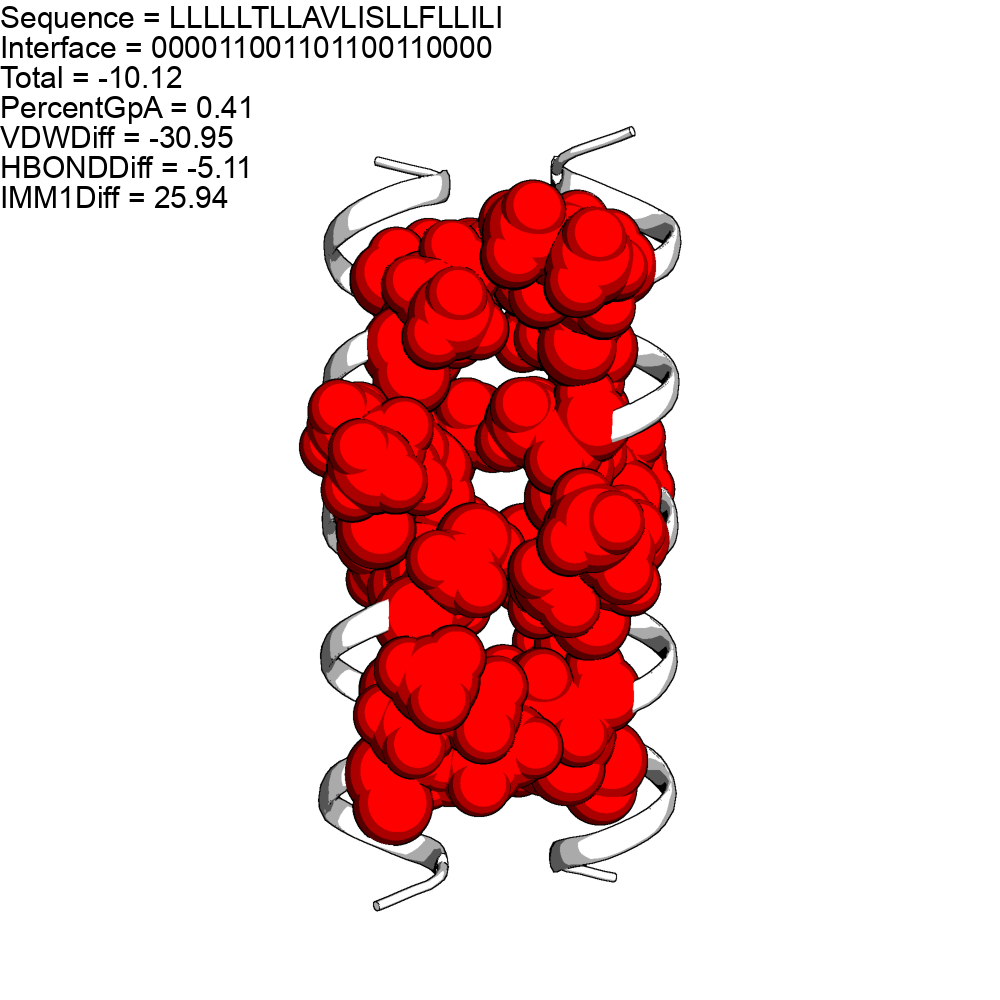 Sequence = LLLLLTLLAVLISLLFLLILI
Interface = 000011001101100110000
Total = -10.12
PercentGpA = 0.41
VDWDiff = -30.95
HBONDDiff = -5.11
IMM1Diff = 25.94